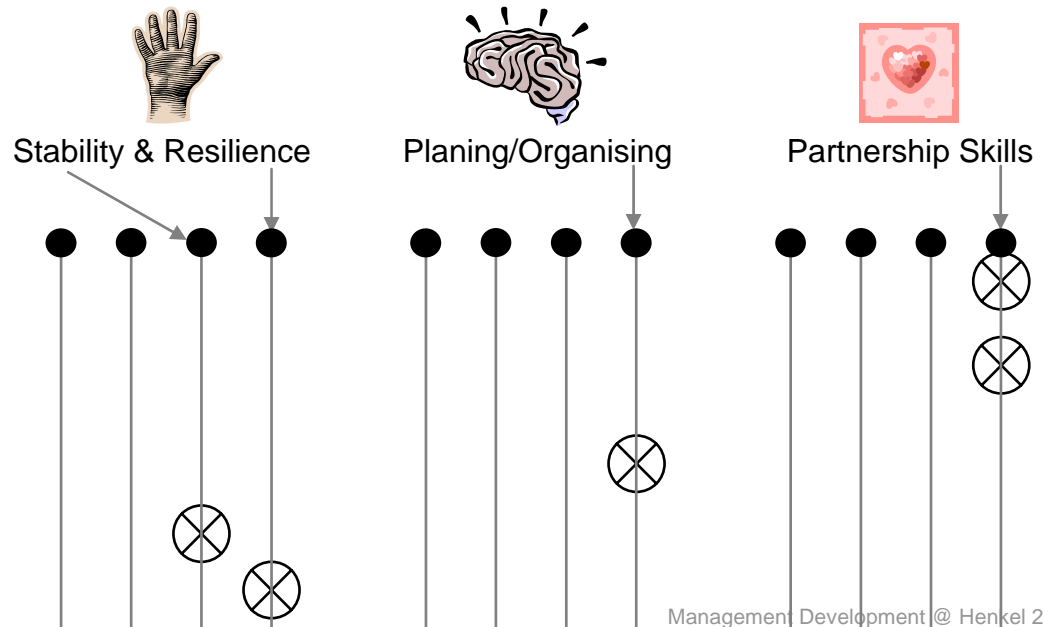 Stability & Resilience
Planing/Organising
Partnership Skills
Management Development @ Henkel 2